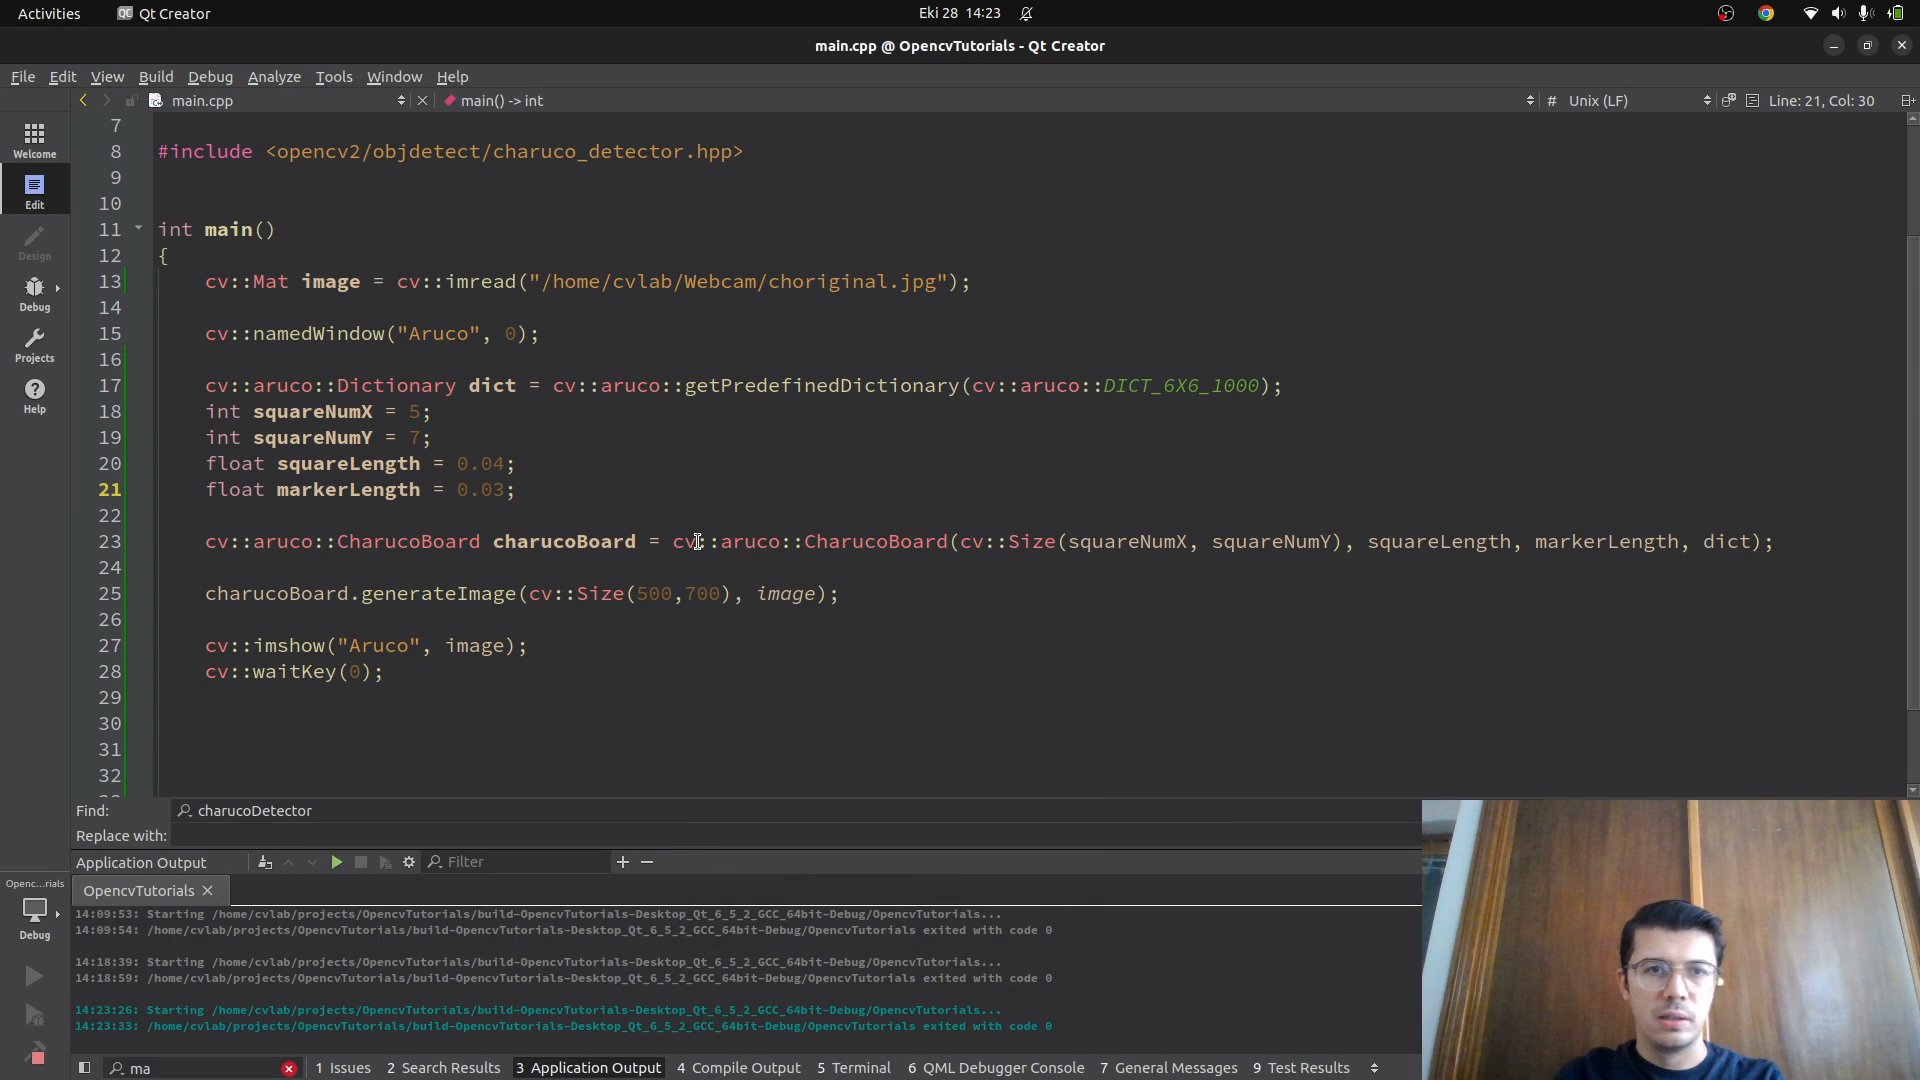 Activities Qt Creator Eki 28 14:23
main.cpp @ OpencvTutorials - Qt Creator
File Edit View Build Debug Analyze Tools Window Help
main.cpp main() -> int # Unix (LF) Line: 21, Col: 30
Welcome
Edit
Design
Debug
Projects
Help
7
8 #include <opencv2/objdetect/charuco_detector.hpp>
9
10
11 int main()
12 {
13 cv::Mat image = cv::imread("/home/cvlab/Webcam/choriginal.jpg");
14
15 cv::namedWindow("Aruco", 0);
16
17 cv::aruco::Dictionary dict = cv::aruco::getPredefinedDictionary(cv::aruco::DICT_6X6_1000);
18 int squareNumX = 5;
19 int squareNumY = 7;
20 float squareLength = 0.04;
21 float markerLength = 0.03;
22
23 cv::aruco::CharucoBoard charucoBoard = cv::aruco::CharucoBoard(cv::Size(squareNumX, squareNumY), squareLength, markerLength, dict);
24
25 charucoBoard.generateImage(cv::Size(500,700), image);
26
27 cv::imshow("Aruco", image);
28 cv::waitKey(0);
29
30
31
32
Find: charucoDetector
Replace with:
Application Output Filter
Openc...rials
Debug
OpencvTutorials
14:09:53: Starting /home/cvlab/projects/OpencvTutorials/build-OpencvTutorials-Desktop_Qt_6_5_2_GCC_64bit-Debug/OpencvTutorials...
14:09:54: /home/cvlab/projects/OpencvTutorials/build-OpencvTutorials-Desktop_Qt_6_5_2_GCC_64bit-Debug/OpencvTutorials exited with code 0
14:18:39: Starting /home/cvlab/projects/OpencvTutorials/build-OpencvTutorials-Desktop_Qt_6_5_2_GCC_64bit-Debug/OpencvTutorials...
14:18:59: /home/cvlab/projects/OpencvTutorials/build-OpencvTutorials-Desktop_Qt_6_5_2_GCC_64bit-Debug/OpencvTutorials exited with code 0
14:23:26: Starting /home/cvlab/projects/OpencvTutorials/build-OpencvTutorials-Desktop_Qt_6_5_2_GCC_64bit-Debug/OpencvTutorials...
14:23:33: /home/cvlab/projects/OpencvTutorials/build-OpencvTutorials-Desktop_Qt_6_5_2_GCC_64bit-Debug/OpencvTutorials exited with code 0
ma 1 Issues 2 Search Results 3 Application Output 4 Compile Output 5 Terminal 6 QML Debugger Console 7 General Messages 9 Test Results